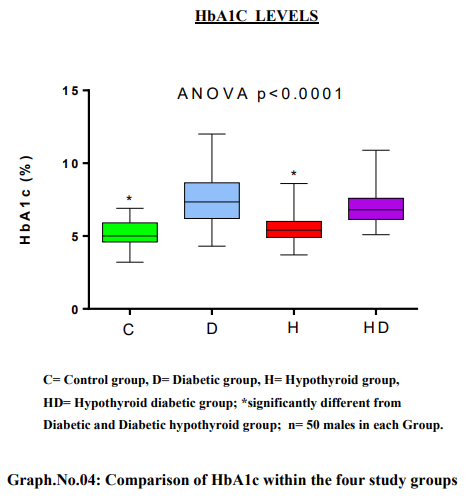 HbA1C LEVELS
ANOVA p<0.0001
HbA1c (%)
15
10
5
0
*
*
C D H HD
C= Control group, D= Diabetic group, H= Hypothyroid group,
HD= Hypothyroid diabetic group; *significantly different from
Diabetic and Diabetic hypothyroid group; n= 50 males in each Group.
Graph.No.04: Comparison of HbA1c within the four study groups